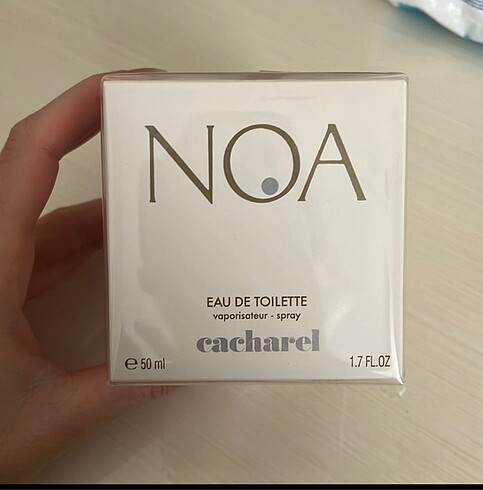 NOA
EAU DE TOILETTE
vaporisateur - spray
cacharel
℮ 50 ml 1.7 FL.OZ